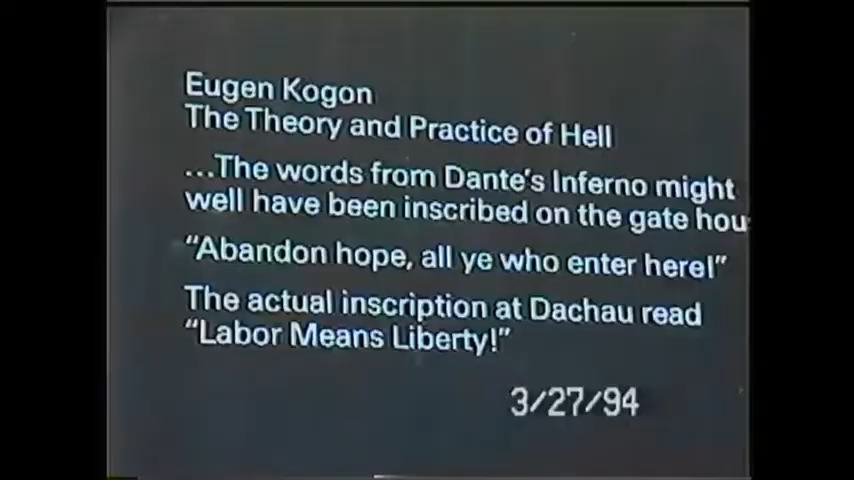 Eugen Kogon
The Theory and Practice of Hell
...The words from Dante's Inferno might
well have been inscribed on the gate hou
"Abandon hope, all ye who enter here!"
The actual inscription at Dachau read
"Labor Means Liberty!"
3/27/94